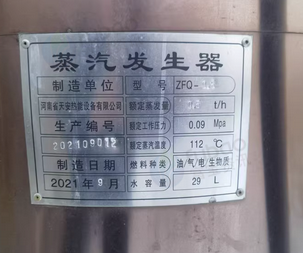 蒸汽发生器
制造单位 型号 ZFQ-
河南省天安热能设备有限公司 额定蒸发量 t/h
生产编号 额定工作压力 0.09 Mpa
202109012 额定蒸汽温度 112 ℃
制造日期 燃料种类 油/气/电/生物质
2021年9月 水容量 29 L